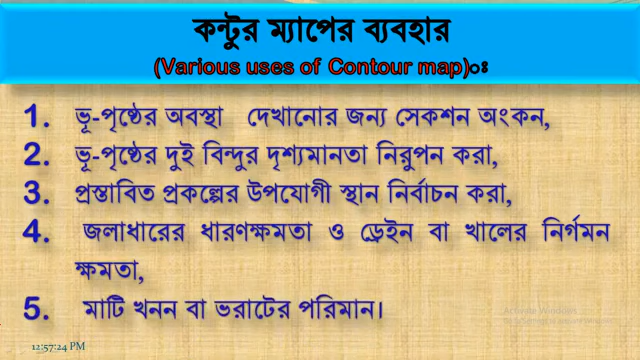 কন্টুর ম্যাপের ব্যবহার
(Various uses of Contour map)ঃ
1. ভূ-পৃষ্ঠের অবস্থা দেখানোর জন্য সেকশন অংকন,
2. ভূ-পৃষ্ঠের দুই বিন্দুর দৃশ্যমানতা নিরুপন করা,
3. প্রস্তাবিত প্রকল্পের উপযোগী স্থান নির্বাচন করা,
4. জলাধারের ধারণক্ষমতা ও ড্রেইন বা খালের নির্গমন
ক্ষমতা,
5. মাটি খনন বা ভরাটের পরিমান।
Activate Windows
12:57:24 PM